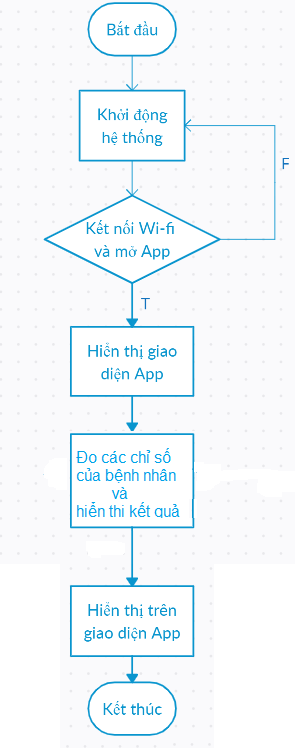 Bắt đầu
Khởi động
hệ thống
F
Kết nối Wi-fi
và mở App
T
Hiển thị giao
diện App
Đo các chỉ số
của bệnh nhân
và
hiển thi kết quả
Hiển thị trên
giao diện App
Kết thúc